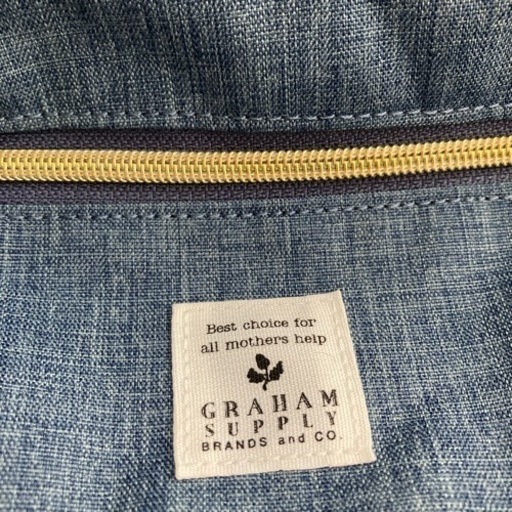 Best choice for
all mothers help
GRAHAM
SUPPLY
BRANDS and CO.